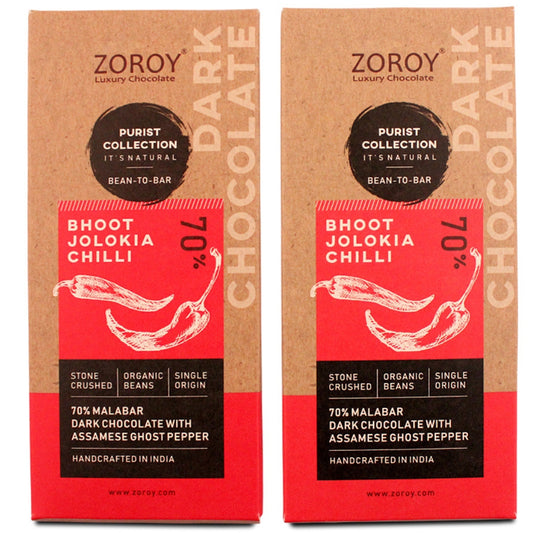 ZOROY®
Luxury Chocolate
DARK
CHOCOLATE
PURIST
COLLECTION
IT'S NATURAL
BEAN-TO-BAR
BHOOT
JOLOKIA
CHILLI
70%
STONE CRUSHED
ORGANIC BEANS
SINGLE ORIGIN
70% MALABAR
DARK CHOCOLATE WITH
ASSAMESE GHOST PEPPER
HANDCRAFTED IN INDIA
www.zoroy.com
ZOROY®
Luxury Chocolate
DARK
CHOCOLATE
PURIST
COLLECTION
IT'S NATURAL
BEAN-TO-BAR
BHOOT
JOLOKIA
CHILLI
70%
STONE CRUSHED
ORGANIC BEANS
SINGLE ORIGIN
70% MALABAR
DARK CHOCOLATE WITH
ASSAMESE GHOST PEPPER
HANDCRAFTED IN INDIA
www.zoroy.com